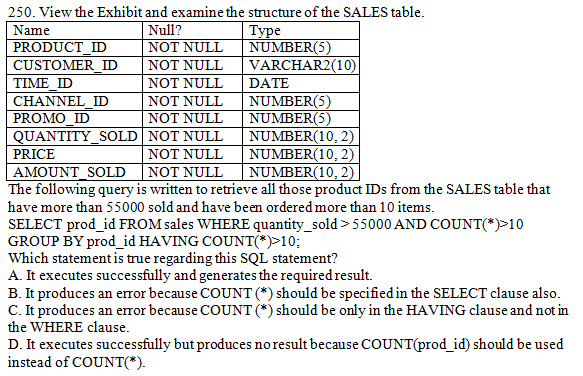 250. View the Exhibit and examine the structure of the SALES table.
Name Null? Type
PRODUCT_ID NOT NULL NUMBER(5)
CUSTOMER_ID NOT NULL VARCHAR2(10)
TIME_ID NOT NULL DATE
CHANNEL_ID NOT NULL NUMBER(5)
PROMO_ID NOT NULL NUMBER(5)
QUANTITY_SOLD NOT NULL NUMBER(10, 2)
PRICE NOT NULL NUMBER(10, 2)
AMOUNT_SOLD NOT NULL NUMBER(10, 2)
The following query is written to retrieve all those product IDs from the SALES table that
have more than 55000 sold and have been ordered more than 10 items.
SELECT prod_id FROM sales WHERE quantity_sold > 55000 AND COUNT(*)>10
GROUP BY prod_id HAVING COUNT(*)>10;
Which statement is true regarding this SQL statement?
A. It executes successfully and generates the required result.
B. It produces an error because COUNT (*) should be specified in the SELECT clause also.
C. It produces an error because COUNT (*) should be only in the HAVING clause and not in
the WHERE clause.
D. It executes successfully but produces no result because COUNT(prod_id) should be used
instead of COUNT(*).